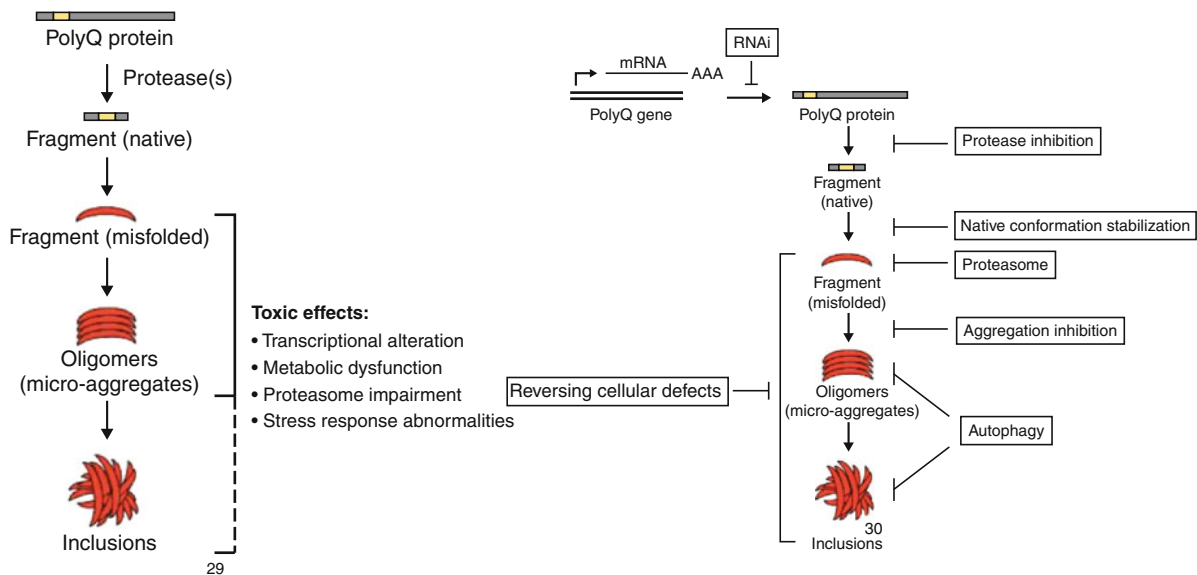 PolyQ protein
Protease(s)
Fragment (native)
Fragment (misfolded)
Oligomers
(micro-aggregates)
Inclusions
29
Toxic effects:
• Transcriptional alteration
• Metabolic dysfunction
• Proteasome impairment
• Stress response abnormalities
RNAi
mRNA
AAA
PolyQ gene
PolyQ protein
Protease inhibition
Fragment
(native)
Native conformation stabilization
Proteasome
Fragment
(misfolded)
Aggregation inhibition
Reversing cellular defects
Oligomers
(micro-aggregates)
Autophagy
30
Inclusions